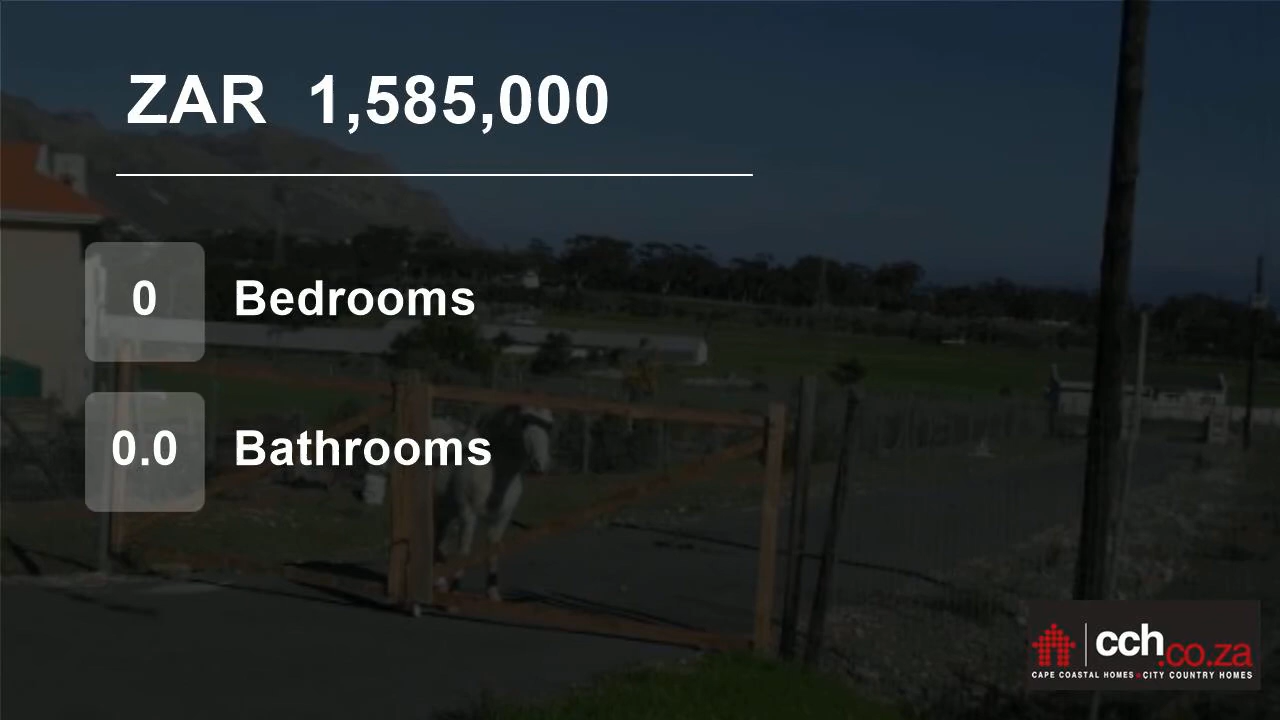 ZAR 1,585,000
0 Bedrooms
0.0 Bathrooms
cch.co.za
CAPE COASTAL HOMES CITY COUNTRY HOMES